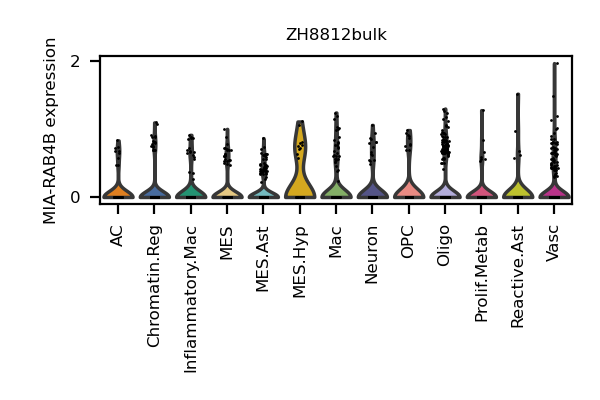 ZH8812bulk
MIA-RAB4B expression
2
0
AC
Chromatin.Reg
Inflammatory.Mac
MES
MES.Ast
MES.Hyp
Mac
Neuron
OPC
Oligo
Prolif.Metab
Reactive.Ast
Vasc